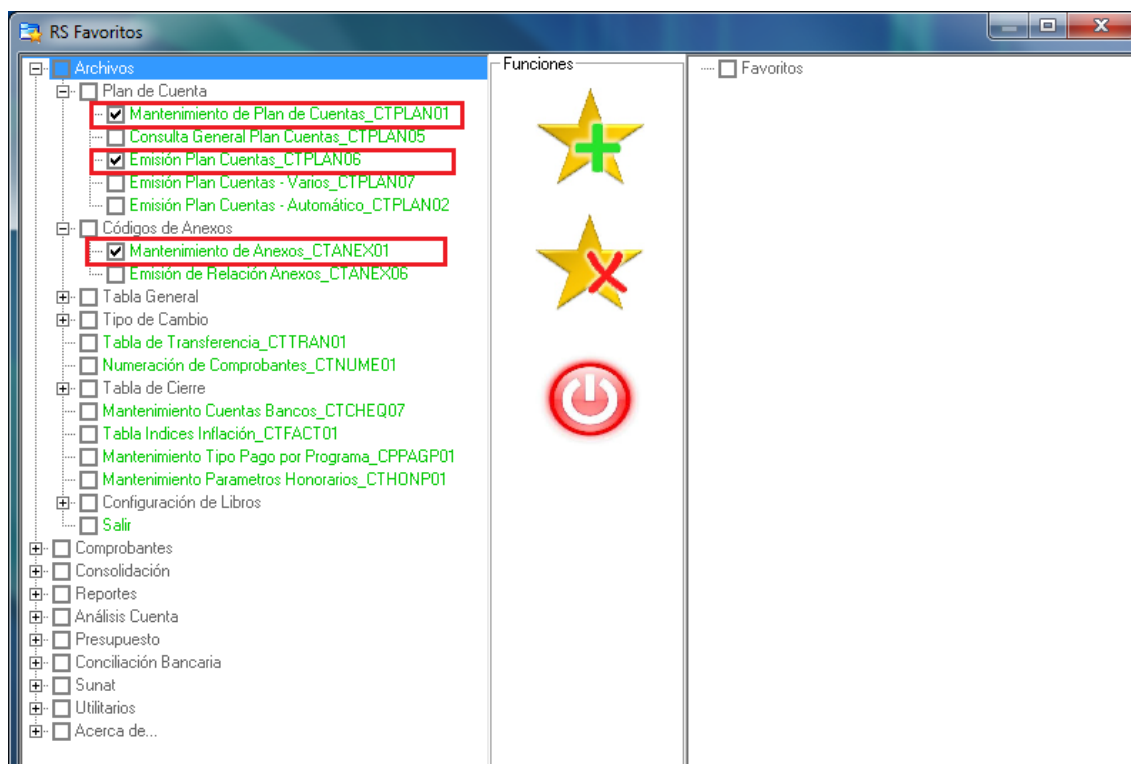 RS Favoritos
Archivos
Plan de Cuenta
Mantenimiento de Plan de Cuentas_CTPLAN01
Consulta General Plan Cuentas_CTPLAN05
Emisión Plan Cuentas_CTPLAN06
Emisión Plan Cuentas - Varios_CTPLAN07
Emisión Plan Cuentas - Automático_CTPLAN02
Códigos de Anexos
Mantenimiento de Anexos_CTANEX01
Emisión de Relación Anexos_CTANEX06
Tabla General
Tipo de Cambio
Tabla de Transferencia_CTTRAN01
Numeración de Comprobantes_CTNUME01
Tabla de Cierre
Mantenimiento Cuentas Bancos_CTCHEQ07
Tabla Indices Inflación_CTFACT01
Mantenimiento Tipo Pago por Programa_CPPAGP01
Mantenimiento Parametros Honorarios_CTHONP01
Configuración de Libros
Salir
Comprobantes
Consolidación
Reportes
Análisis Cuenta
Presupuesto
Conciliación Bancaria
Sunat
Utilitarios
Acerca de...
Funciones
Favoritos